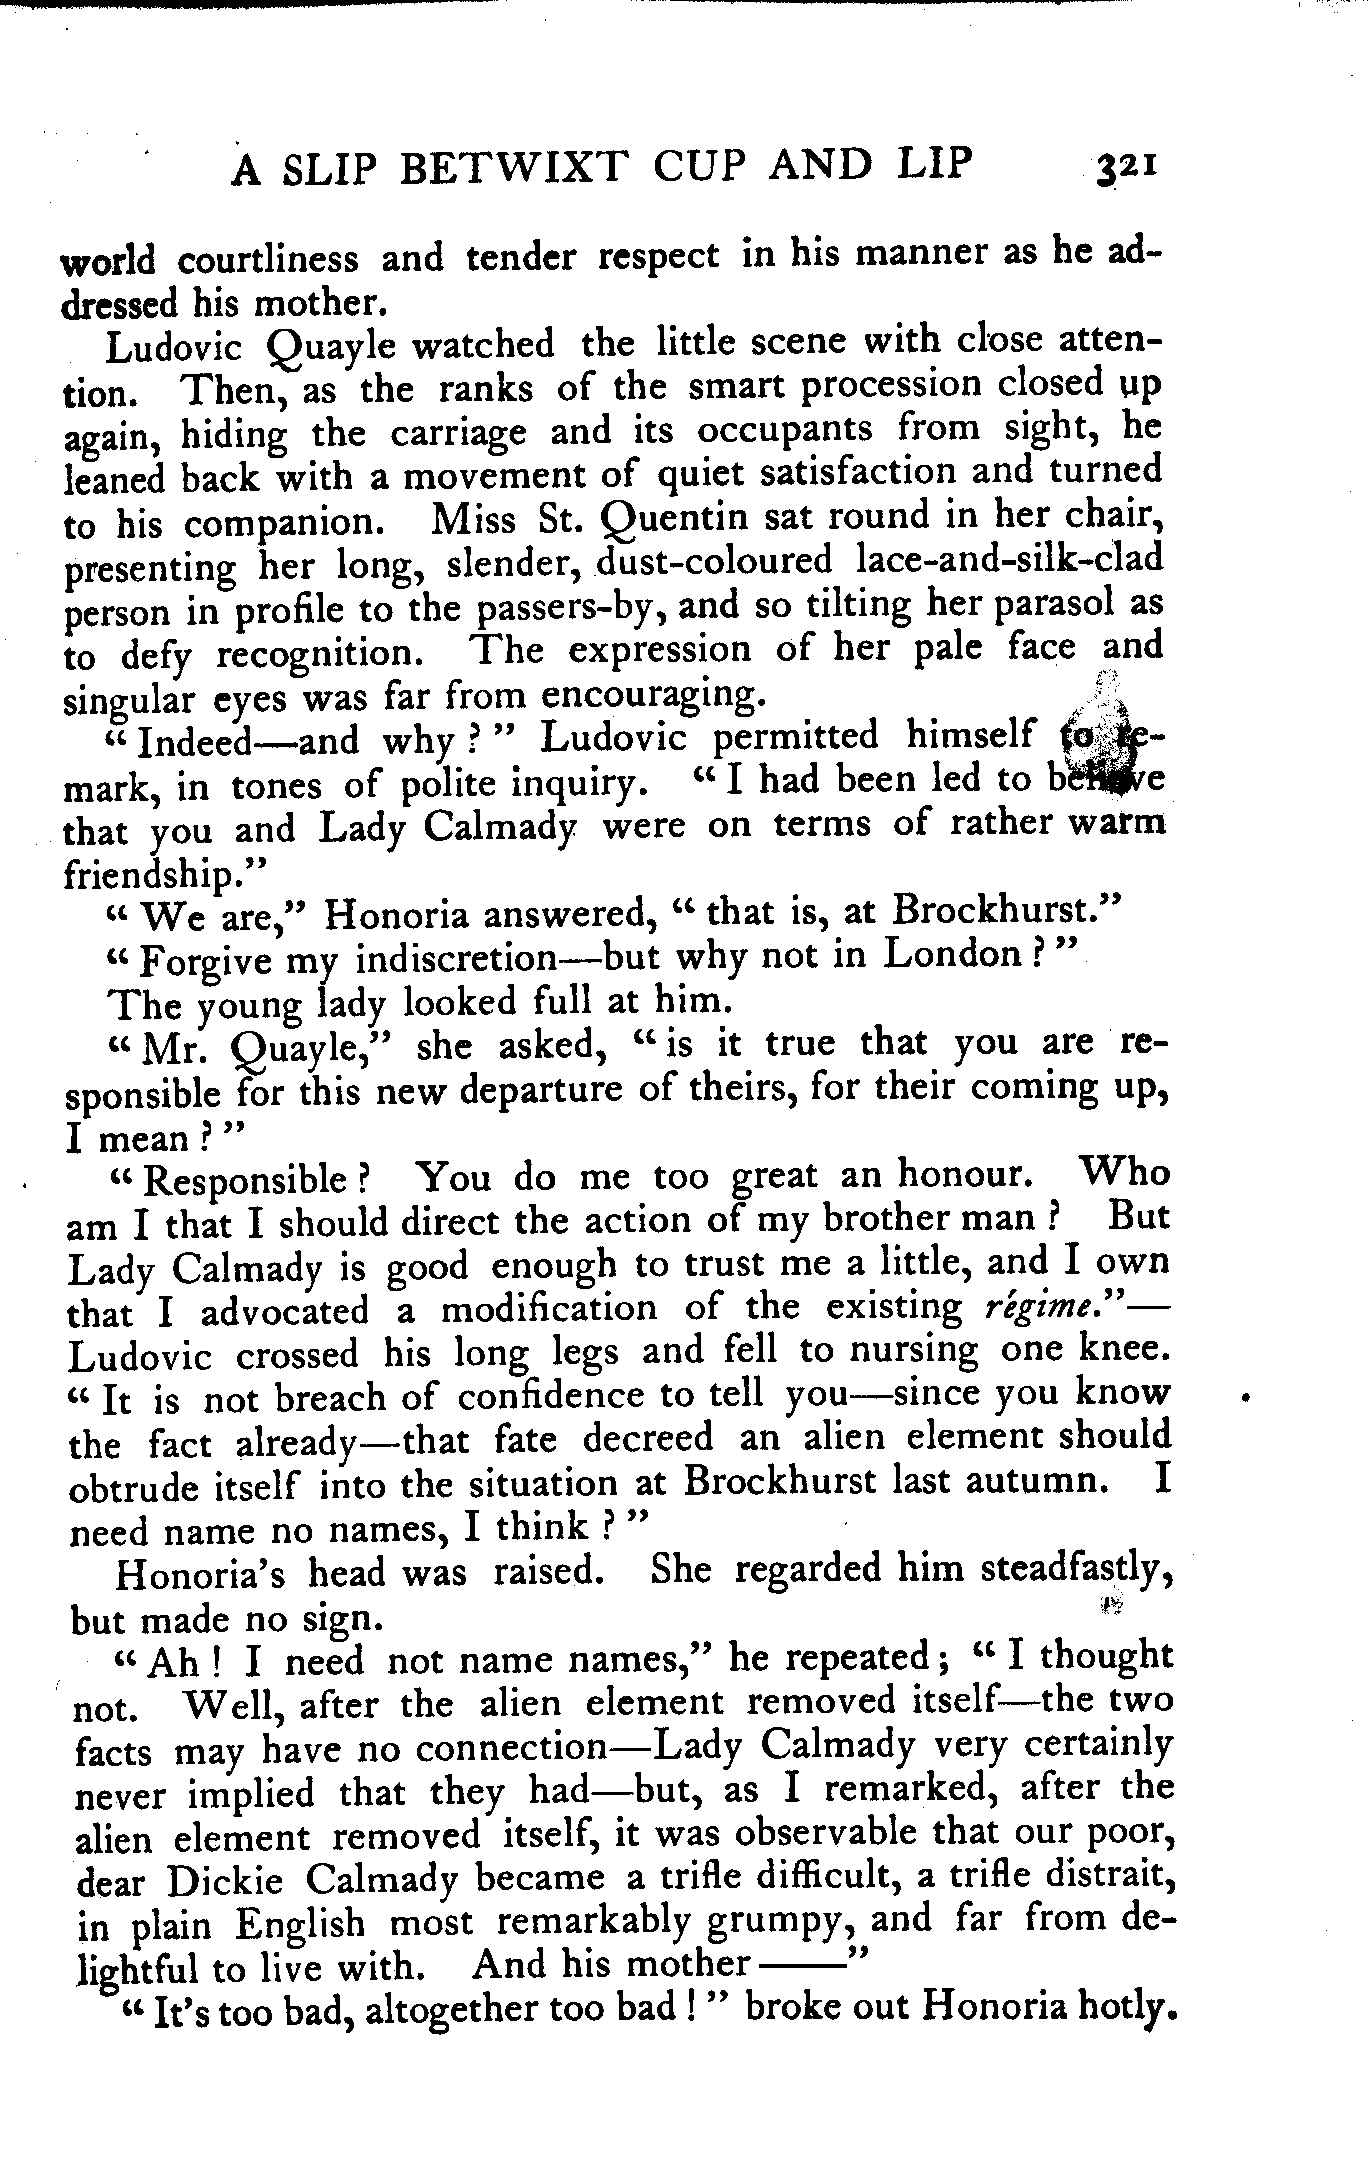 A SLIP BETWIXT CUP AND LIP 321
world courtliness and tender respect in his manner as he ad-
dressed his mother.
Ludovic Quayle watched the little scene with close atten-
tion. Then, as the ranks of the smart procession closed up
again, hiding the carriage and its occupants from sight, he
leaned back with a movement of quiet satisfaction and turned
to his companion. Miss St. Quentin sat round in her chair,
presenting her long, slender, dust-coloured lace-and-silk-clad
person in profile to the passers-by, and so tilting her parasol as
to defy recognition. The expression of her pale face and
singular eyes was far from encouraging.
“Indeed—and why?” Ludovic permitted himself to re-
mark, in tones of polite inquiry. “I had been led to believe
that you and Lady Calmady were on terms of rather warm
friendship.”
“We are,” Honoria answered, “that is, at Brockhurst.”
“Forgive my indiscretion—but why not in London?”
The young lady looked full at him.
“Mr. Quayle,” she asked, “is it true that you are re-
sponsible for this new departure of theirs, for their coming up,
I mean?”
“Responsible? You do me too great an honour. Who
am I that I should direct the action of my brother man? But
Lady Calmady is good enough to trust me a little, and I own
that I advocated a modification of the existing régime.”—
Ludovic crossed his long legs and fell to nursing one knee.
“It is not breach of confidence to tell you—since you know
the fact already—that fate decreed an alien element should
obtrude itself into the situation at Brockhurst last autumn. I
need name no names, I think?”
Honoria's head was raised. She regarded him steadfastly,
but made no sign.
“Ah! I need not name names,” he repeated; “I thought
not. Well, after the alien element removed itself—the two
facts may have no connection—Lady Calmady very certainly
never implied that they had—but, as I remarked, after the
alien element removed itself, it was observable that our poor,
dear Dickie Calmady became a trifle difficult, a trifle distrait,
in plain English most remarkably grumpy, and far from de-
lightful to live with. And his mother——”
“It's too bad, altogether too bad!” broke out Honoria hotly.